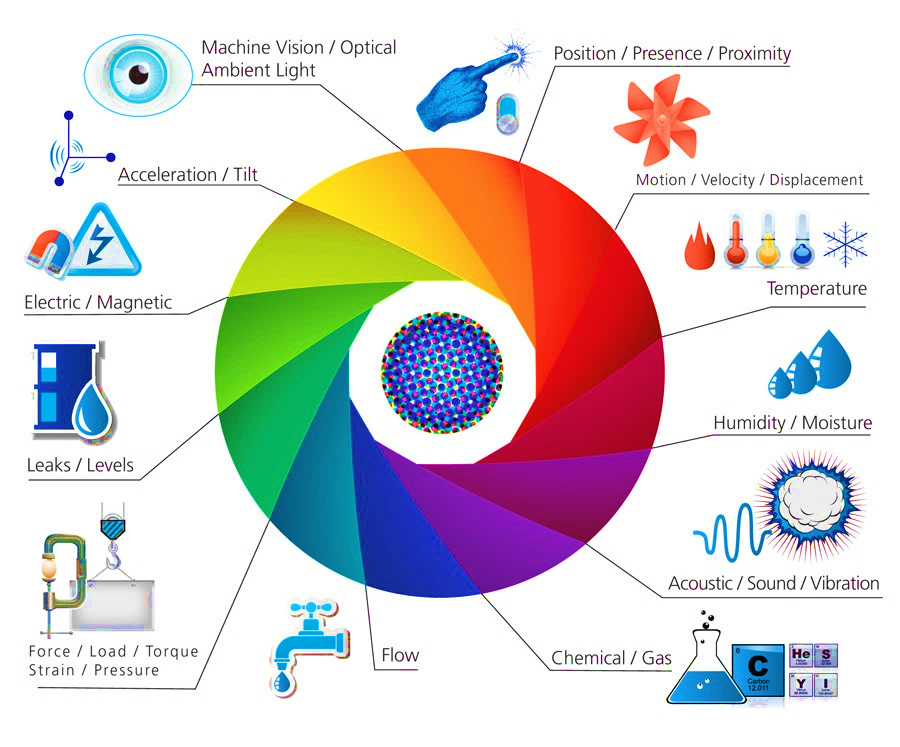 Machine Vision / Optical
Ambient Light
Position / Presence / Proximity
Acceleration / Tilt
Motion / Velocity / Displacement
Electric / Magnetic
Temperature
Humidity / Moisture
Leaks / Levels
Acoustic / Sound / Vibration
Force / Load / Torque
Strain / Pressure
Flow
Chemical / Gas
6
C
Carbon
12.011
He
S
Y
I